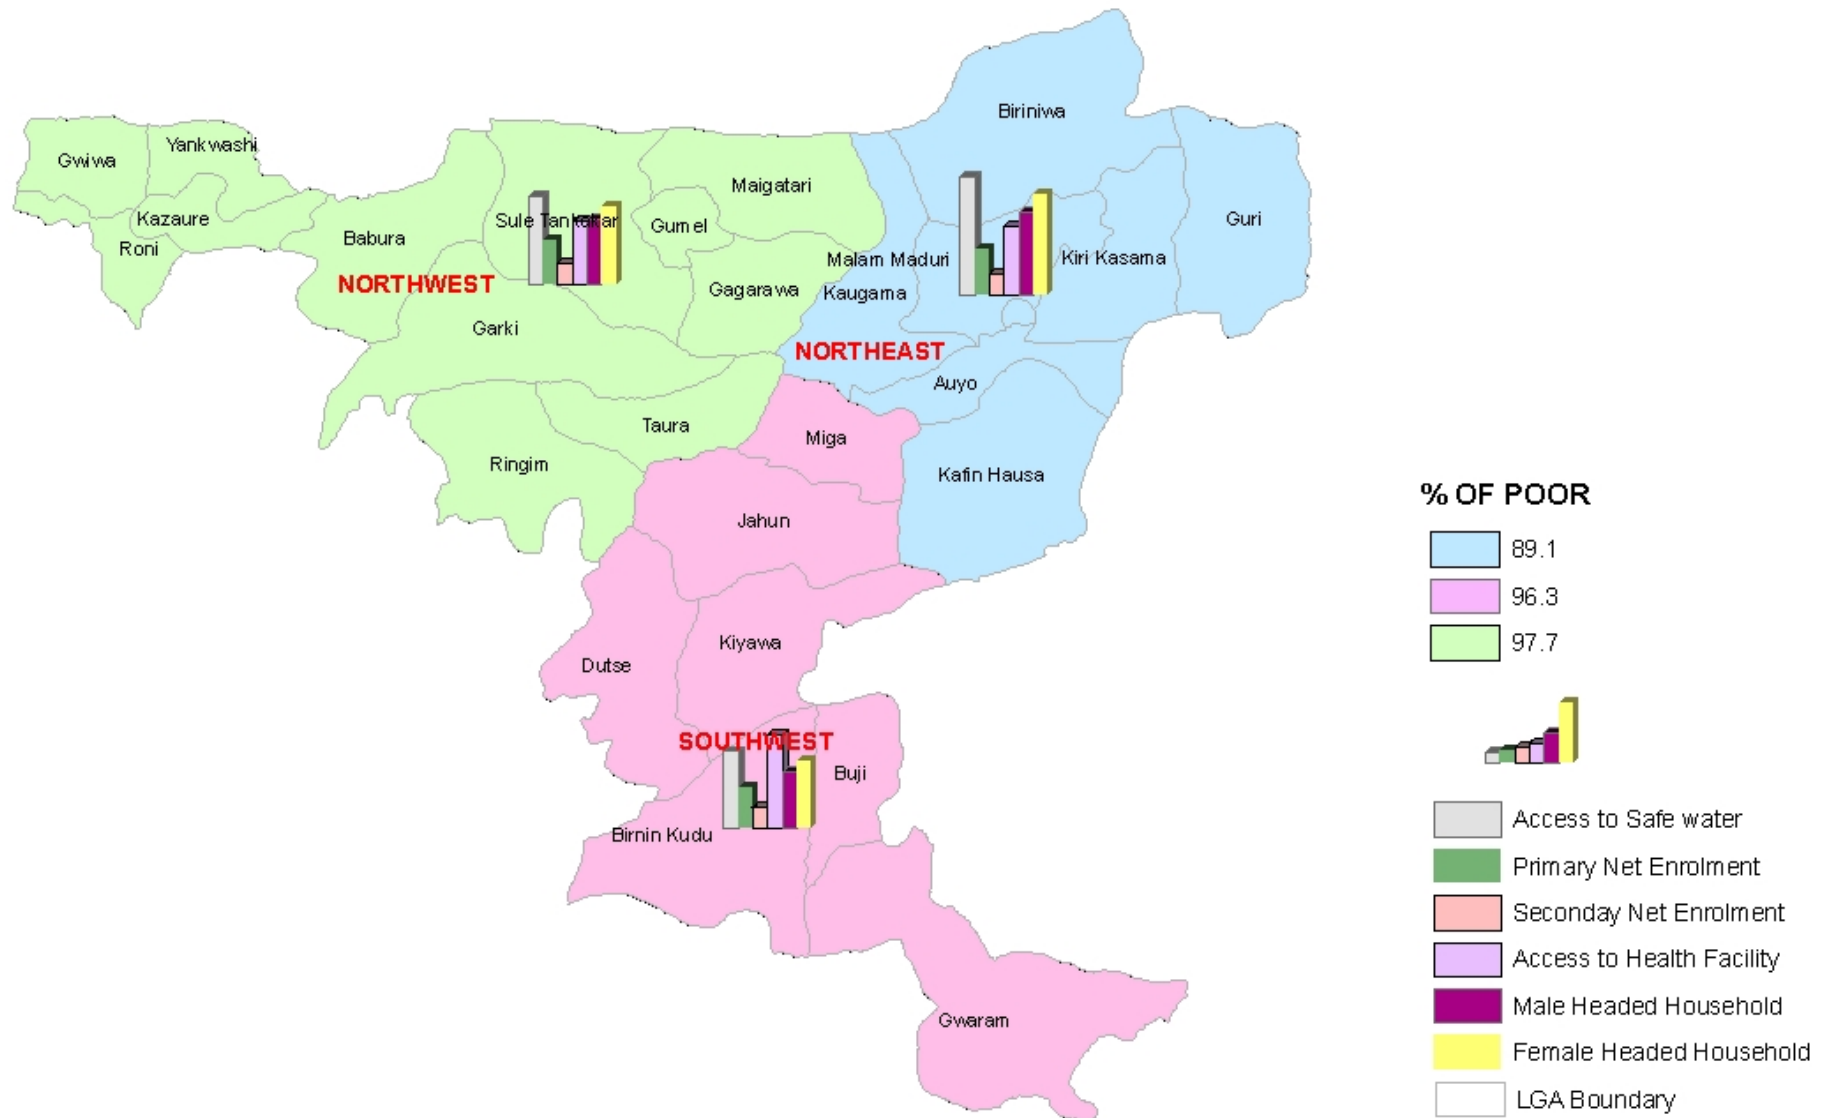 Biriniwa
Yankwashi
Gwiwa
Maigatari
Kazaure
Sule Tankakar
Gumel
Guri
Roni
Babura
Malam Maduri
Kiri Kasama
NORTHWEST
Gagarawa
Kaugama
Garki
NORTHEAST
Auyo
Taura
Miga
Ringim
Kafin Hausa
Jahun
Kiyawa
Dutse
SOUTHWEST
Buji
Birnin Kudu
Gwaram
% OF POOR
89.1
96.3
97.7
Access to Safe water
Primary Net Enrolment
Seconday Net Enrolment
Access to Health Facility
Male Headed Household
Female Headed Household
LGA Boundary